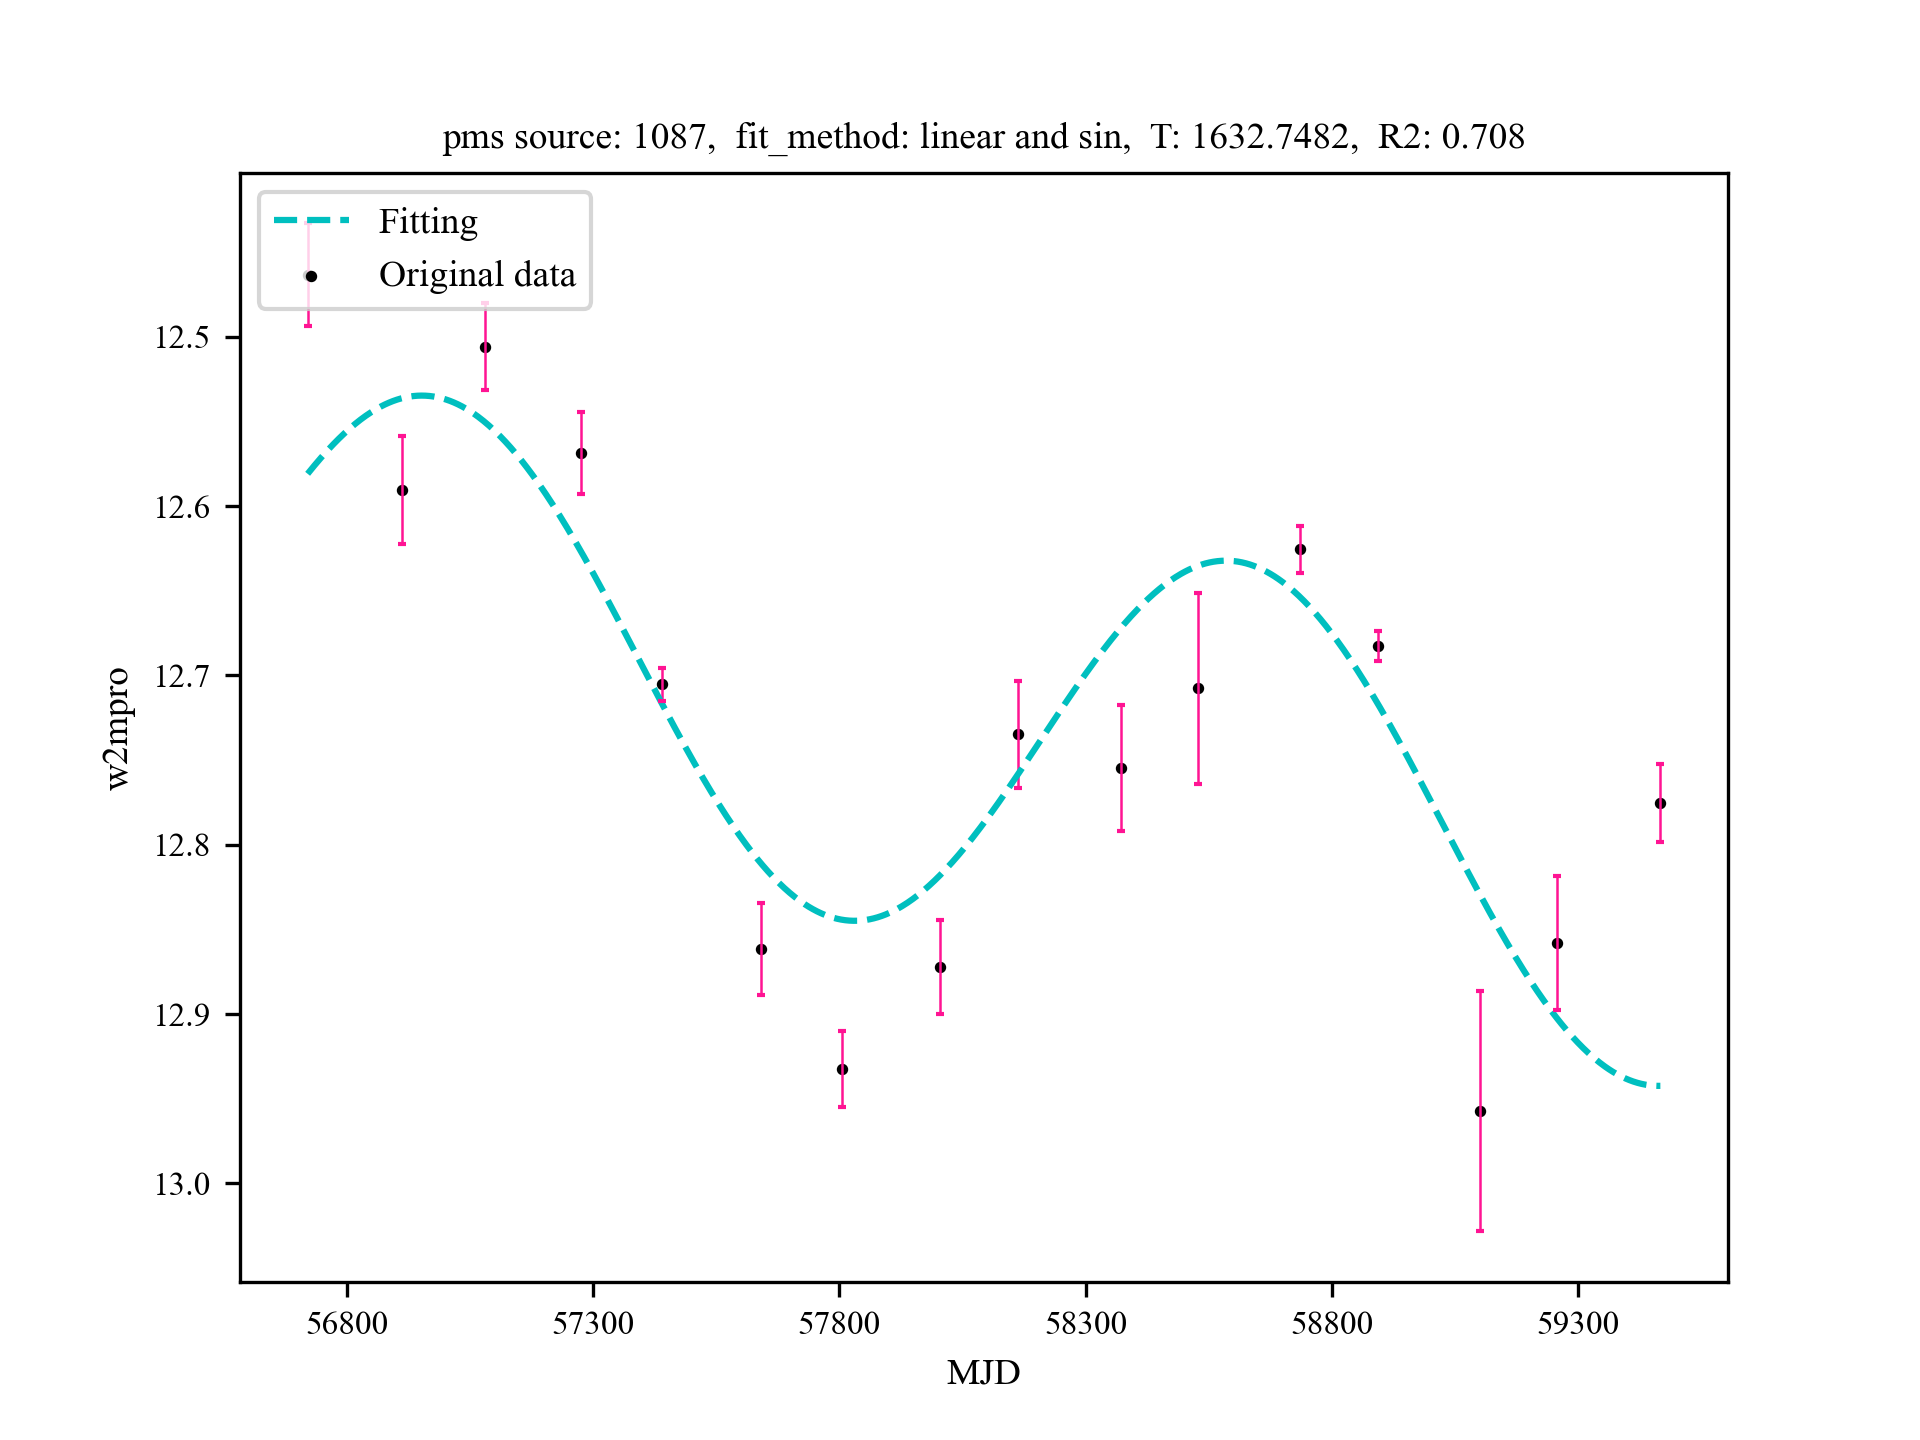 pms source: 1087,  fit_method: linear and sin,  T: 1632.7482,  R2: 0.708
Fitting
Original data
12.5
12.6
12.7
12.8
12.9
13.0
w2mpro
56800
57300
57800
58300
58800
59300
MJD